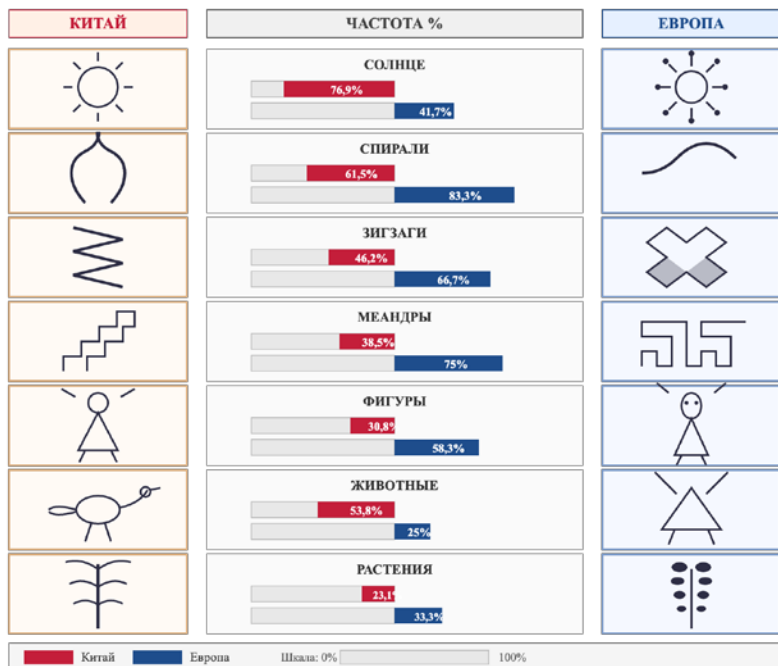 КИТАЙ
ЧАСТОТА %
ЕВРОПА
СОЛНЦЕ
76,9%
41,7%
СПИРАЛИ
61,5%
83,3%
ЗИГЗАГИ
46,2%
66,7%
МЕАНДРЫ
38,5%
75%
ФИГУРЫ
30,8%
58,3%
ЖИВОТНЫЕ
53,8%
25%
РАСТЕНИЯ
23,1%
33,3%
Китай Европа Шкала: 0% 100%